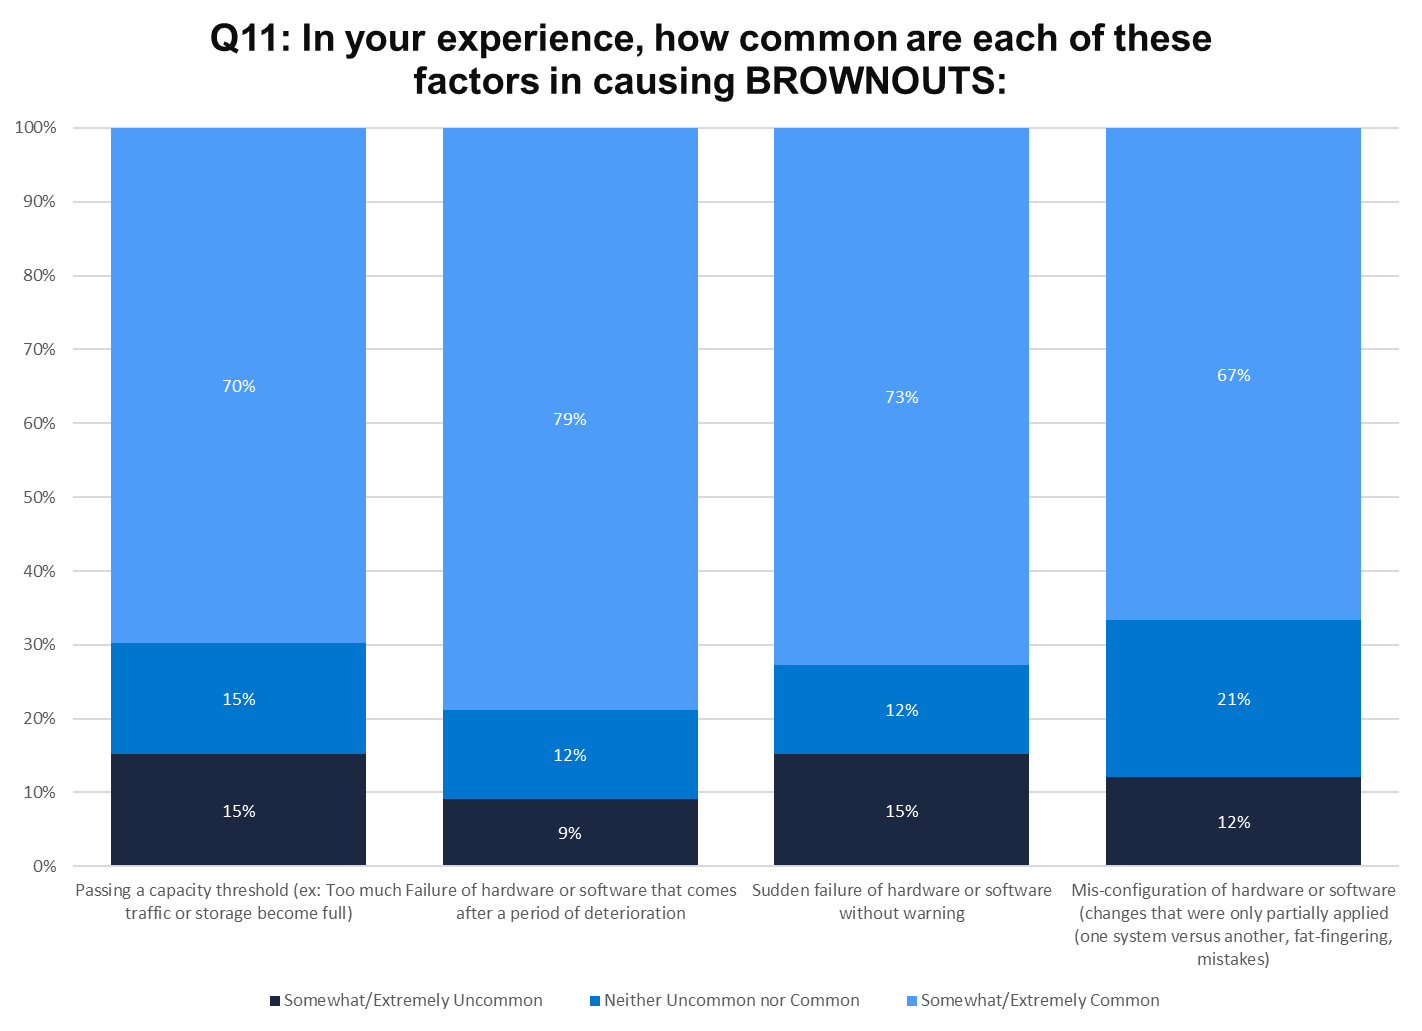 Q11: In your experience, how common are each of these
factors in causing BROWNOUTS:
100%
90%
80%
70%
60%
50%
40%
30%
20%
10%
0%
70%
15%
15%
79%
12%
9%
73%
12%
15%
67%
21%
12%
Passing a capacity threshold (ex: Too much
traffic or storage become full)
Failure of hardware or software that comes
after a period of deterioration
Sudden failure of hardware or software
without warning
Mis-configuration of hardware or software
(changes that were only partially applied
(one system versus another, fat-fingering,
mistakes)
Somewhat/Extremely Uncommon
Neither Uncommon nor Common
Somewhat/Extremely Common